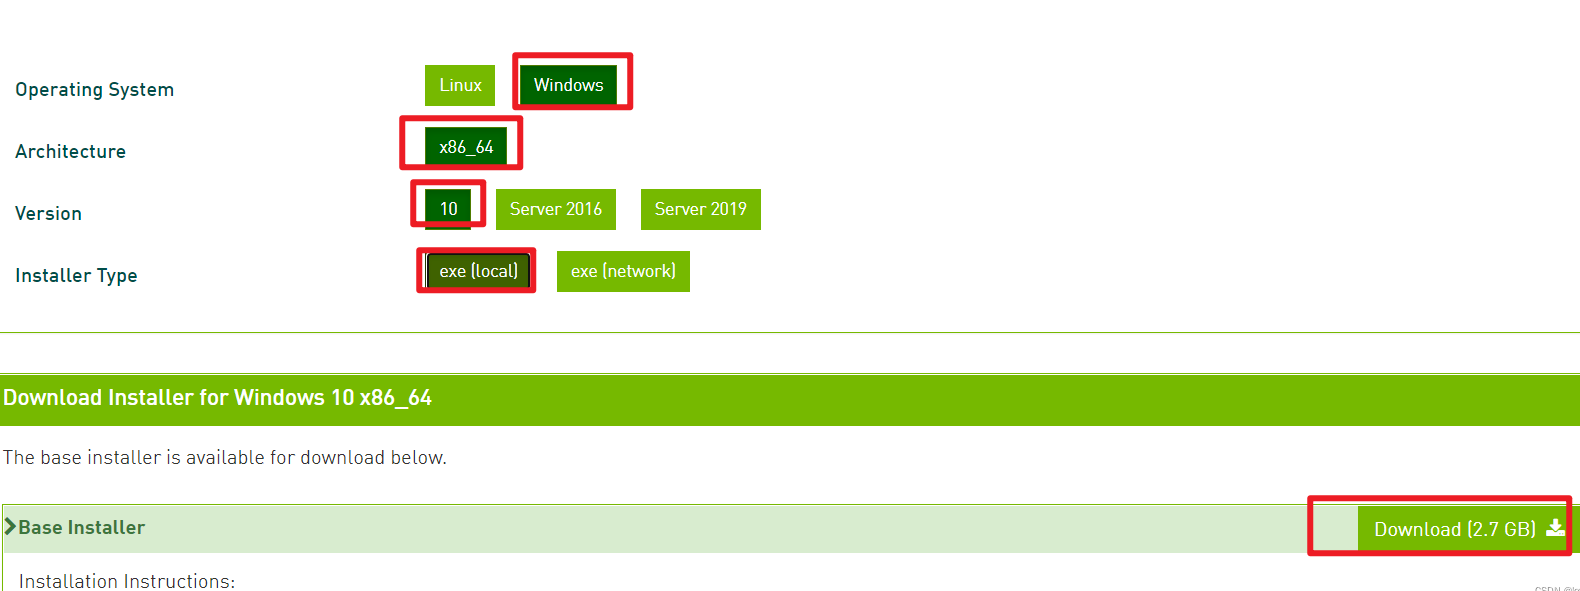 Operating System Linux Windows
Architecture x86_64
Version 10 Server 2016 Server 2019
Installer Type exe (local) exe (network)
Download Installer for Windows 10 x86_64
The base installer is available for download below.
Base Installer Download (2.7 GB)
Installation Instructions: